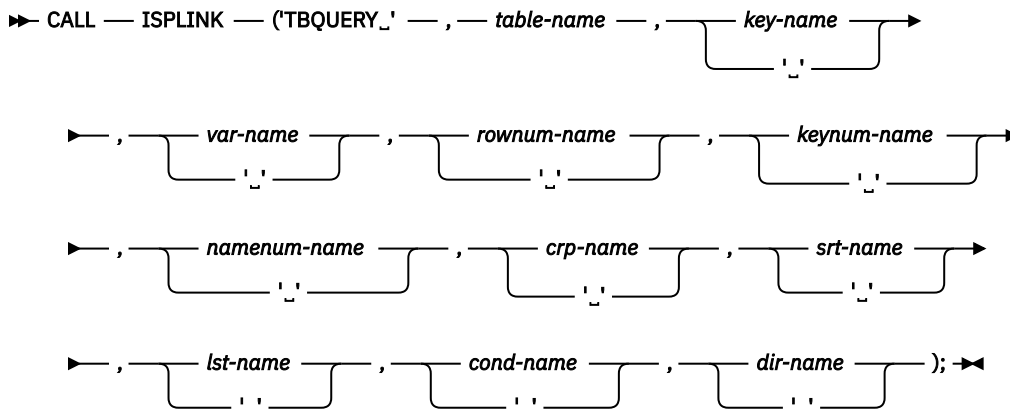 CALL ISPLINK ('TBQUERY␣' , table-name , key-name
'␣'
, var-name , rownum-name , keynum-name
'␣' '␣' '␣'
, namenum-name , crp-name , srt-name
'␣' '␣' '␣'
, lst-name , cond-name , dir-name );
' ' ' ' ' '